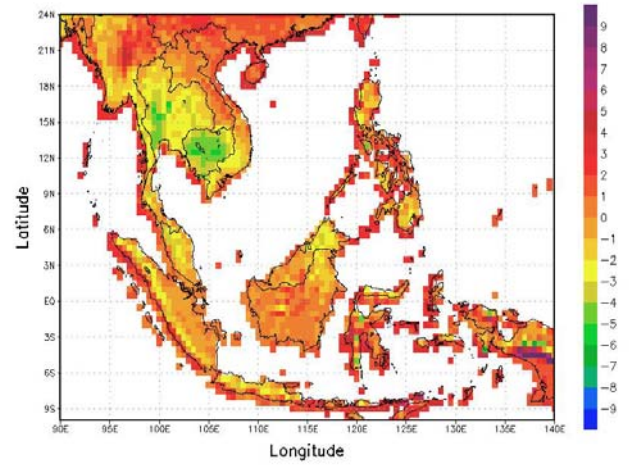 24N
21N
18N
15N
12N
9N
6N
3N
EQ
3S
6S
9S
Latitude
90E 95E 100E 105E 110E 115E 120E 125E 130E 135E 140E
Longitude
9
8
7
6
5
4
3
2
1
0
-1
-2
-3
-4
-5
-6
-7
-8
-9